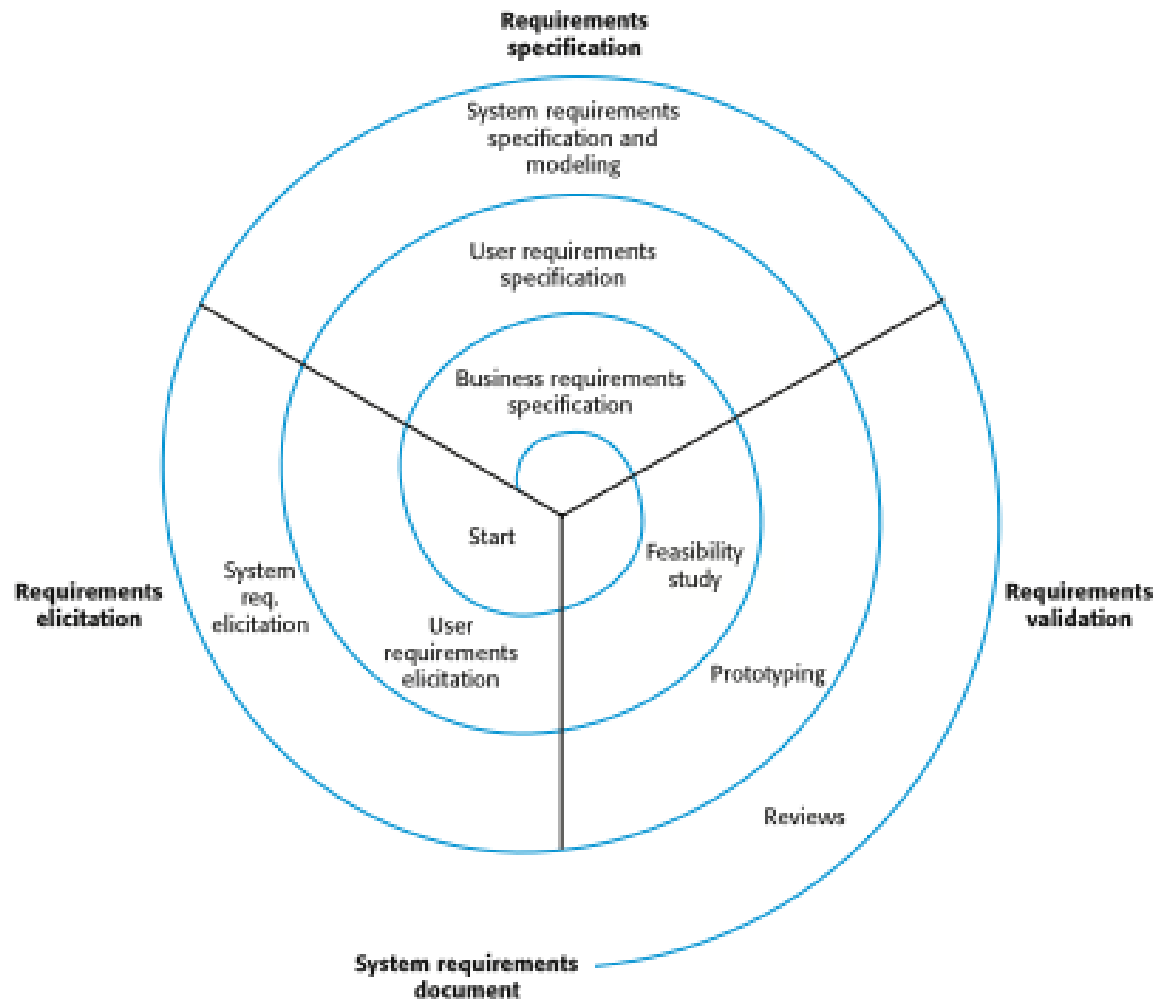 Requirements
specification
System requirements
specification and
modeling
User requirements
specification
Business requirements
specification
Start
Feasibility
study
System
req.
elicitation
Requirements
elicitation
Requirements
validation
User
requirements
elicitation
Prototyping
Reviews
System requirements
document